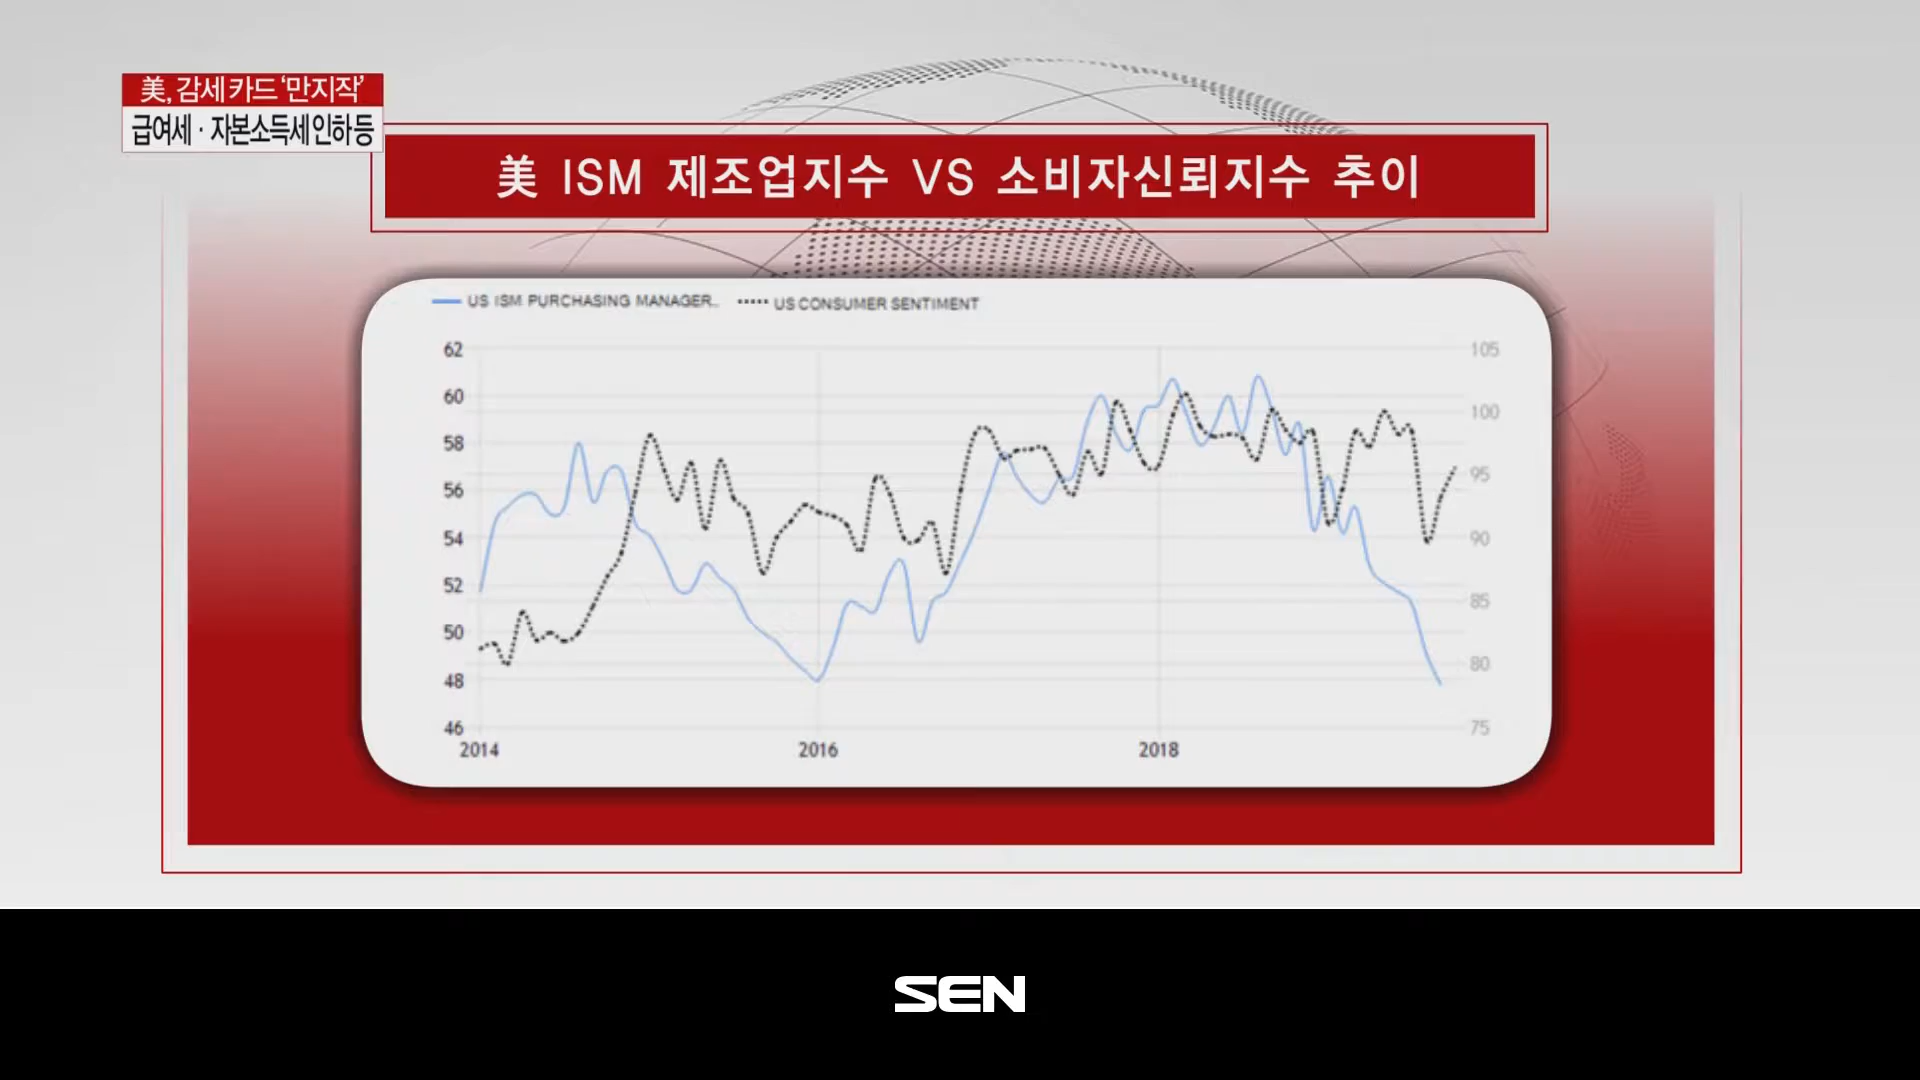 美, 감세 카드 ‘만지작’
급여세 · 자본소득세 인하 등
美 ISM 제조업지수 VS 소비자신뢰지수 추이
US ISM PURCHASING MANAGER.. US CONSUMER SENTIMENT
62 105
60 100
58
56 95
54 90
52 85
50
48 80
46 75
2014 2016 2018
SEN